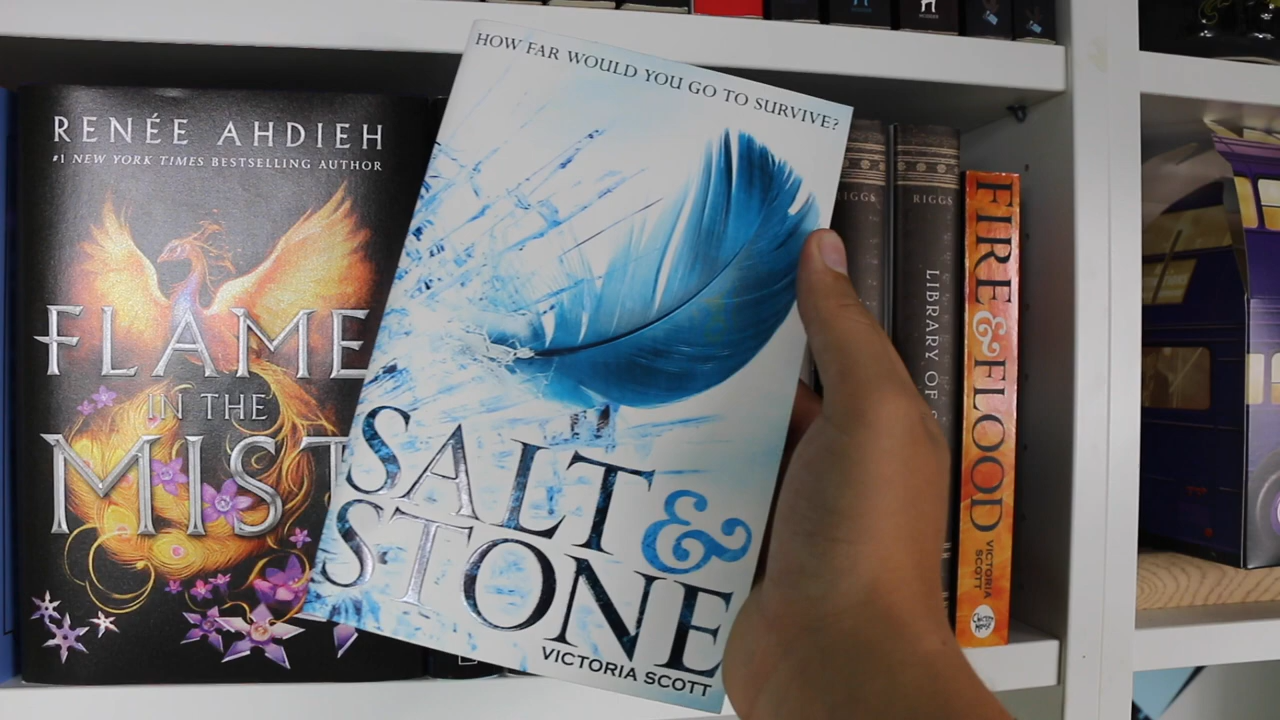 RENÉE AHDIEH
#1 NEW YORK TIMES BESTSELLING AUTHOR
FLAME
IN THE
MIST
HOW FAR WOULD YOU GO TO SURVIVE?
SALT &
STONE
VICTORIA SCOTT
RIGGS
RIGGS
LIBRARY OF
FIRE & FLOOD
VICTORIA
SCOTT